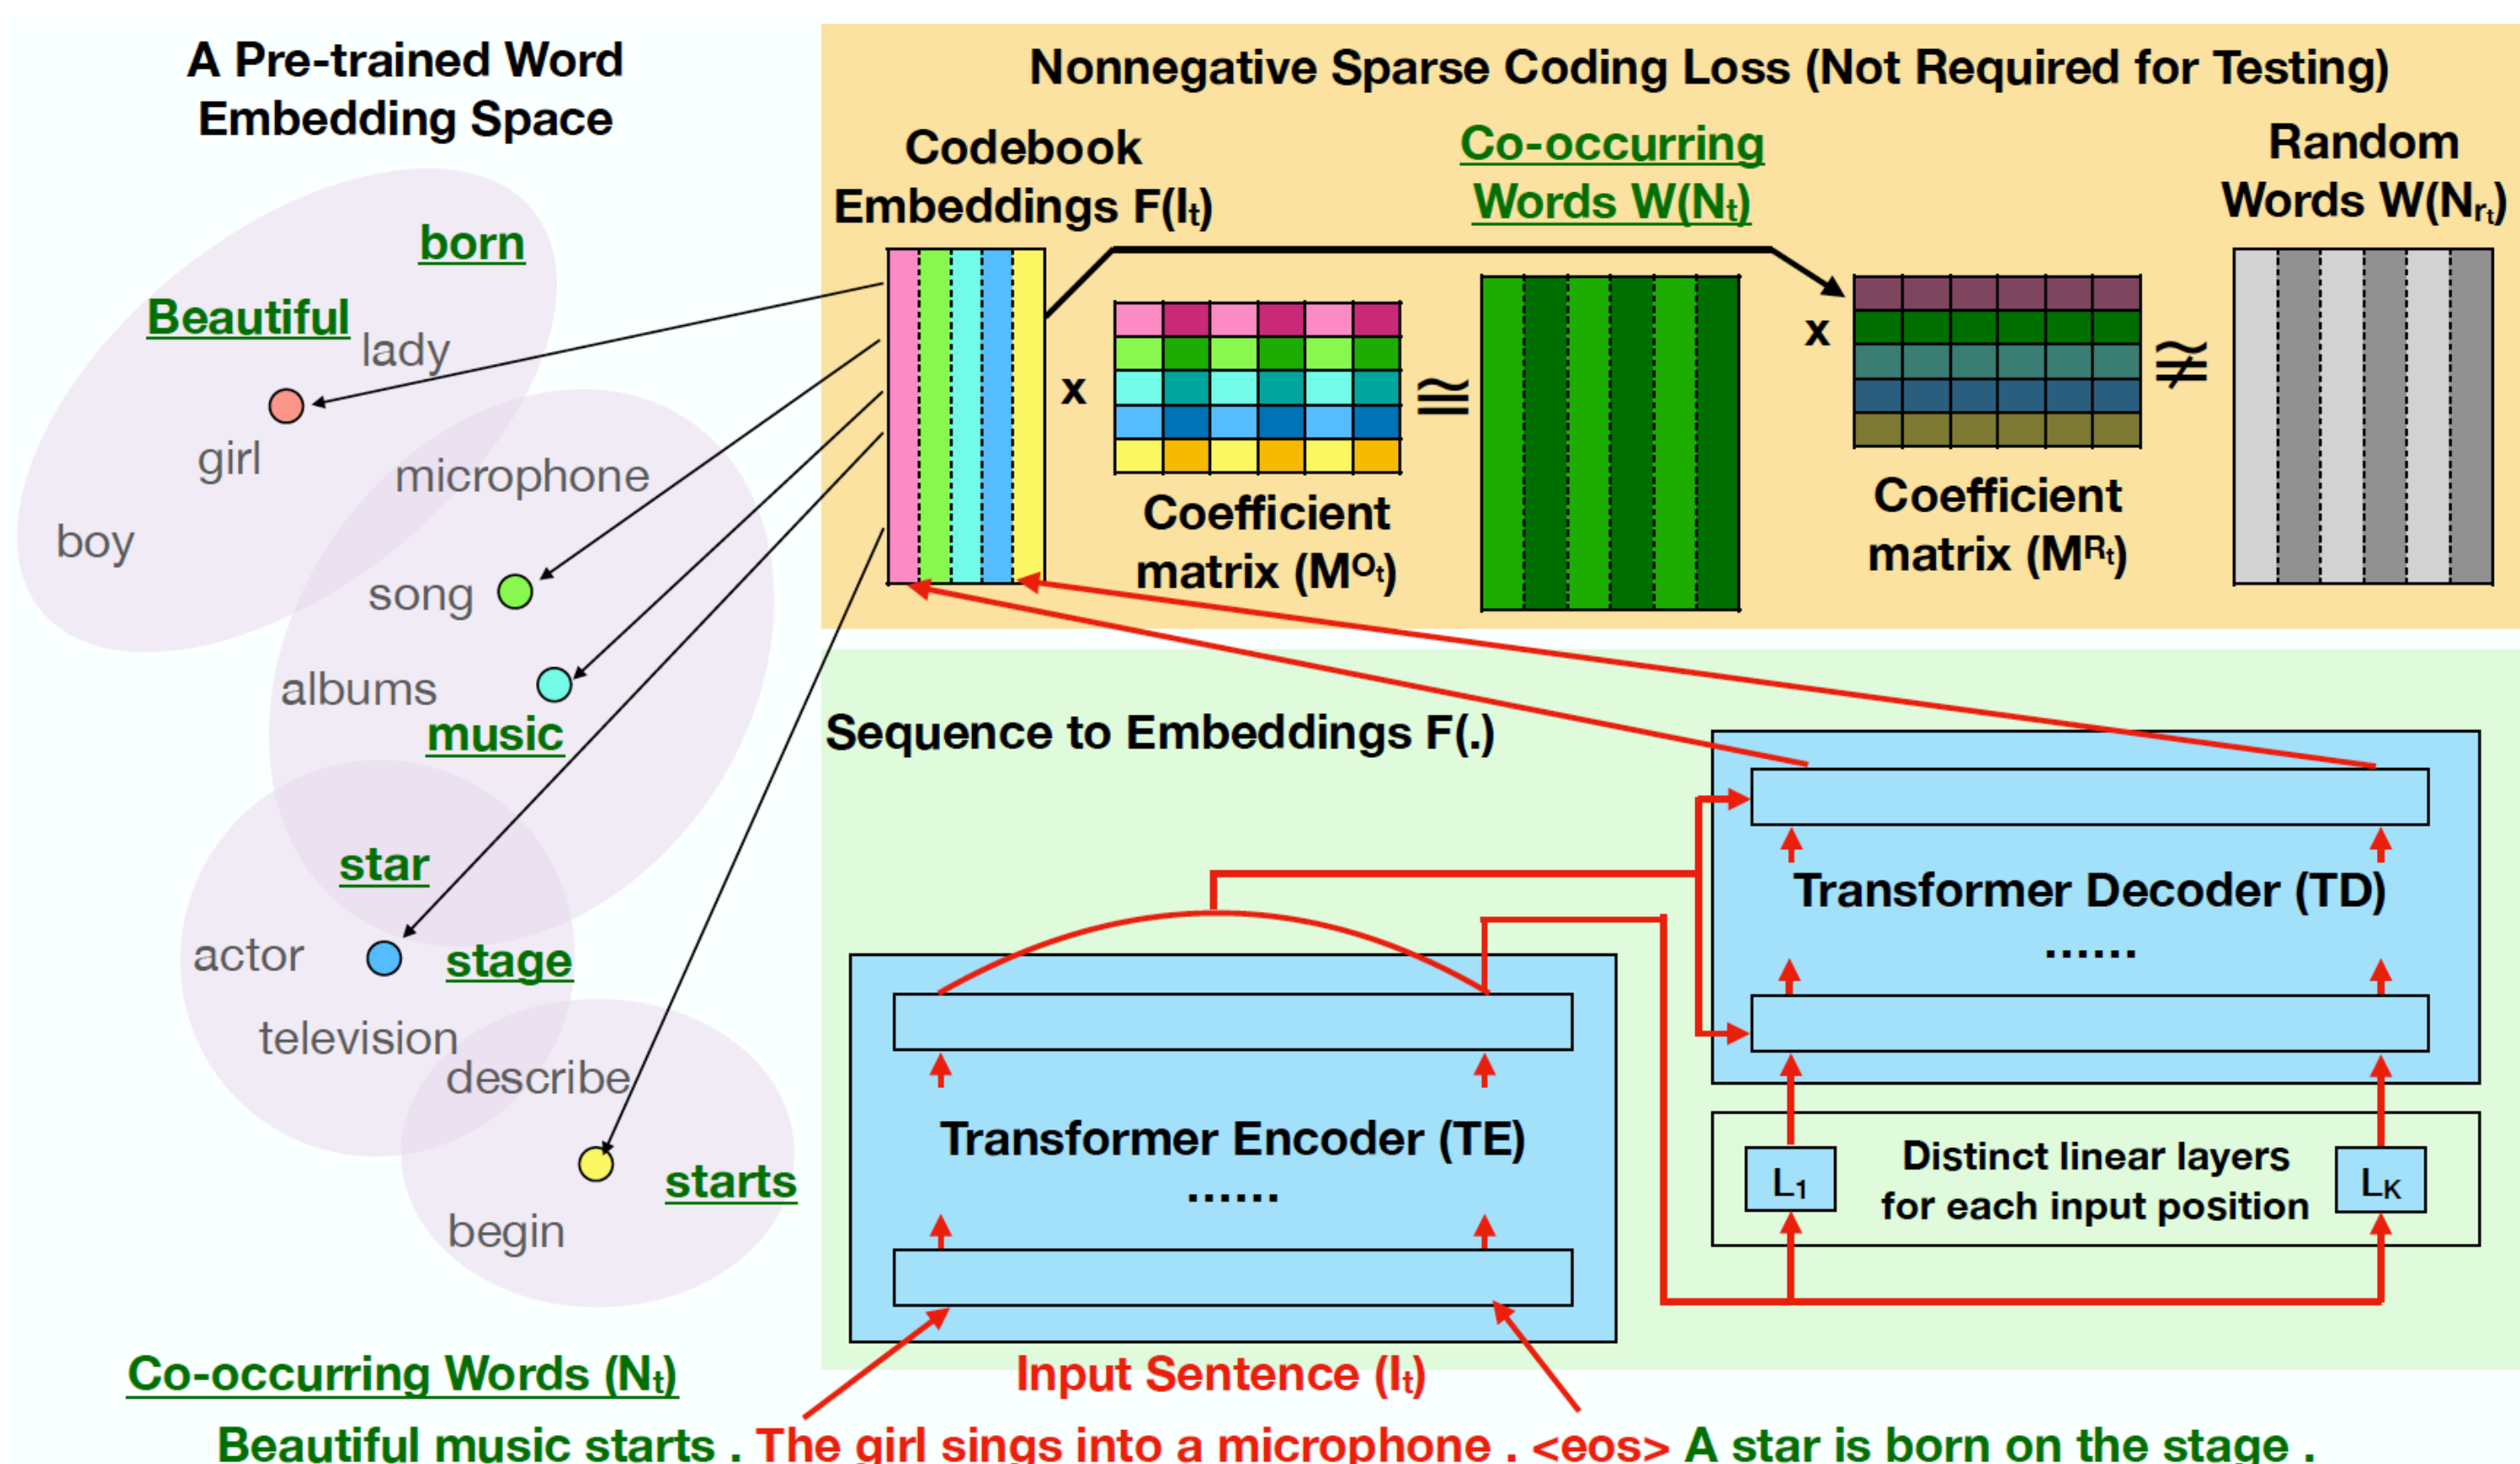 A Pre-trained Word
Embedding Space
born
Beautiful
lady
girl
microphone
boy
song
albums
music
star
actor
stage
television
describe
starts
begin
Nonnegative Sparse Coding Loss (Not Required for Testing)
Codebook
Embeddings F(Iₜ)
Co-occurring
Words W(Nₜ)
Random
Words W(Nrₜ)
x
≅
x
≇
Coefficient
matrix (Mᴼₜ)
Coefficient
matrix (Mᴿₜ)
Sequence to Embeddings F(.)
Transformer Decoder (TD)
......
Transformer Encoder (TE)
......
L₁
Distinct linear layers
for each input position
Lₖ
Co-occurring Words (Nₜ)
Input Sentence (Iₜ)
Beautiful music starts . The girl sings into a microphone . <eos> A star is born on the stage .